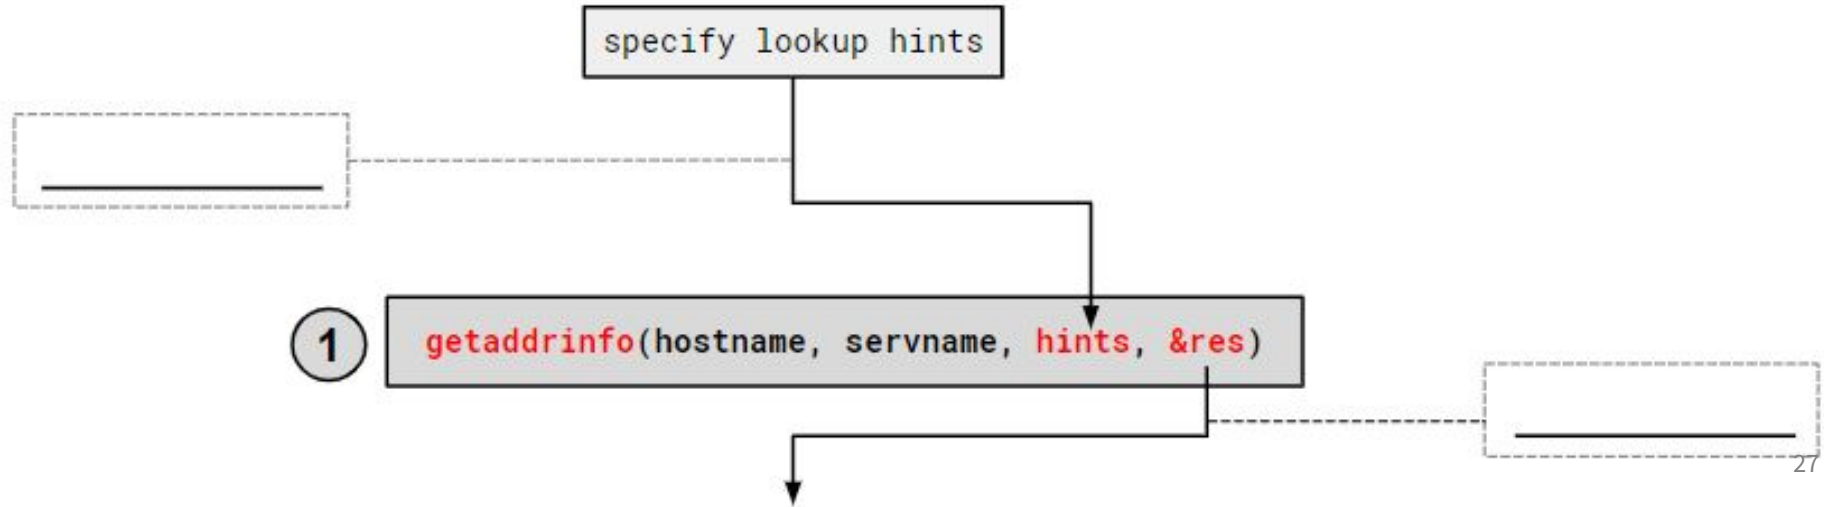 specify lookup hints
1
getaddrinfo(hostname, servname, hints, &res)
27